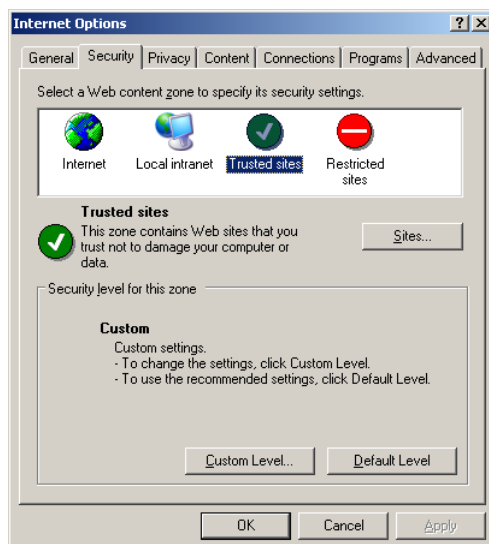 Internet Options
General Security Privacy Content Connections Programs Advanced
Select a Web content zone to specify its security settings.
Internet Local intranet Trusted sites Restricted
sites
Trusted sites
This zone contains Web sites that you
trust not to damage your computer or
data.
Sites...
Security level for this zone
Custom
Custom settings.
- To change the settings, click Custom Level.
- To use the recommended settings, click Default Level.
Custom Level... Default Level
OK Cancel Apply